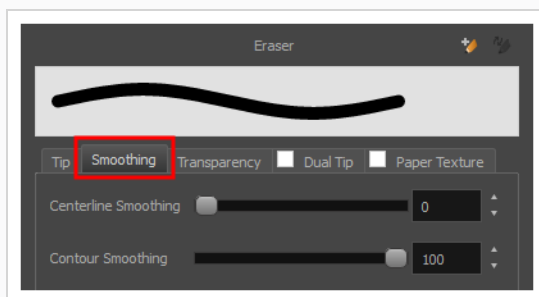 Eraser
Tip Smoothing Transparency Dual Tip Paper Texture
Centerline Smoothing 0
Contour Smoothing 100